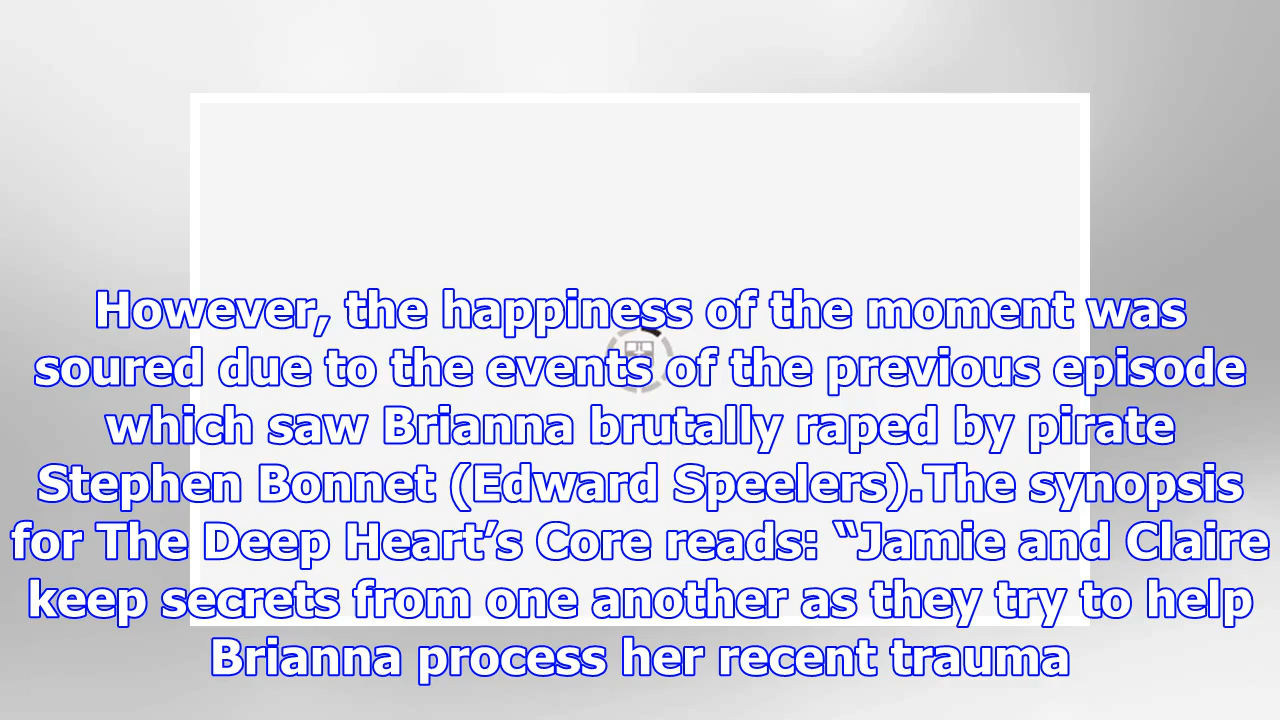 However, the happiness of the moment was
soured due to the events of the previous episode
which saw Brianna brutally raped by pirate
Stephen Bonnet (Edward Speelers).The synopsis
for The Deep Heart’s Core reads: “Jamie and Claire
keep secrets from one another as they try to help
Brianna process her recent trauma